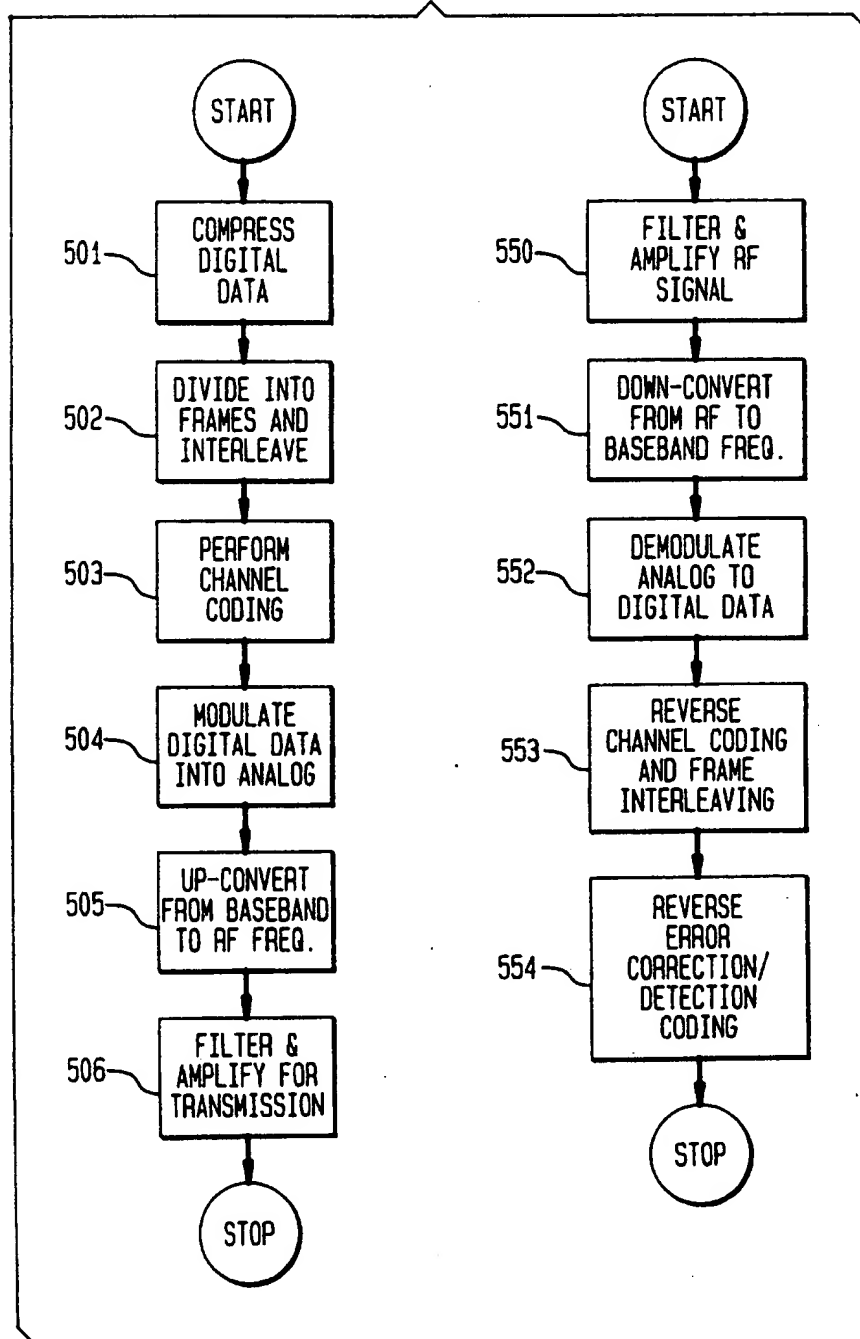 START
501
COMPRESS
DIGITAL
DATA
502
DIVIDE INTO
FRAMES AND
INTERLEAVE
503
PERFORM
CHANNEL
CODING
504
MODULATE
DIGITAL DATA
INTO ANALOG
505
UP-CONVERT
FROM BASEBAND
TO RF FREQ.
506
FILTER &
AMPLIFY FOR
TRANSMISSION
STOP
START
550
FILTER &
AMPLIFY RF
SIGNAL
551
DOWN-CONVERT
FROM RF TO
BASEBAND FREQ.
552
DEMODULATE
ANALOG TO
DIGITAL DATA
553
REVERSE
CHANNEL CODING
AND FRAME
INTERLEAVING
554
REVERSE
ERROR
CORRECTION/
DETECTION
CODING
STOP